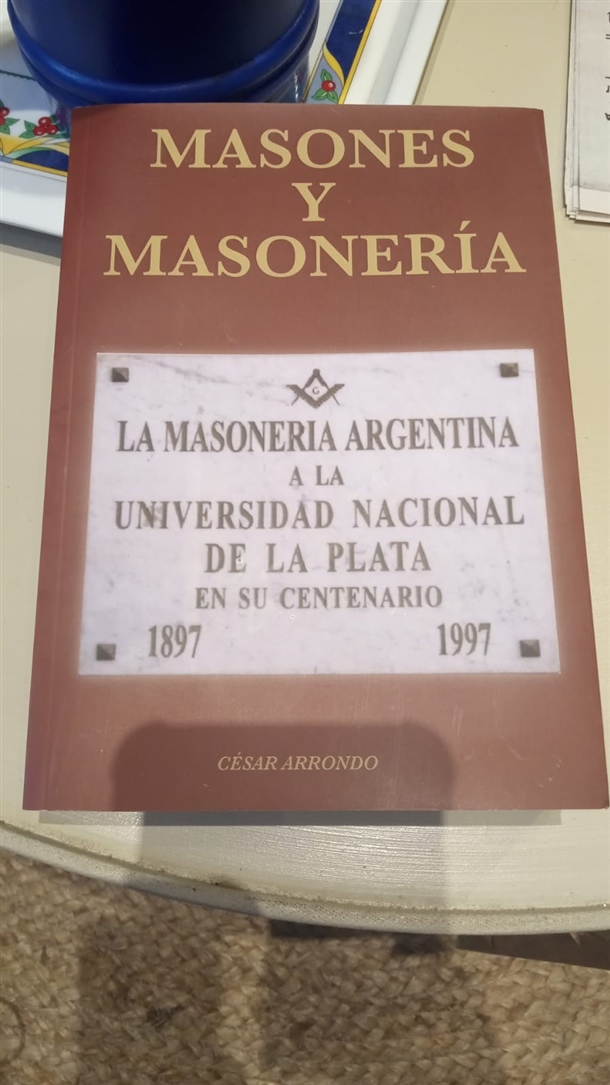 MASONES
Y
MASONERÍA
G
LA MASONERIA ARGENTINA
A LA
UNIVERSIDAD NACIONAL
DE LA PLATA
EN SU CENTENARIO
1897 1997
CÉSAR ARRONDO